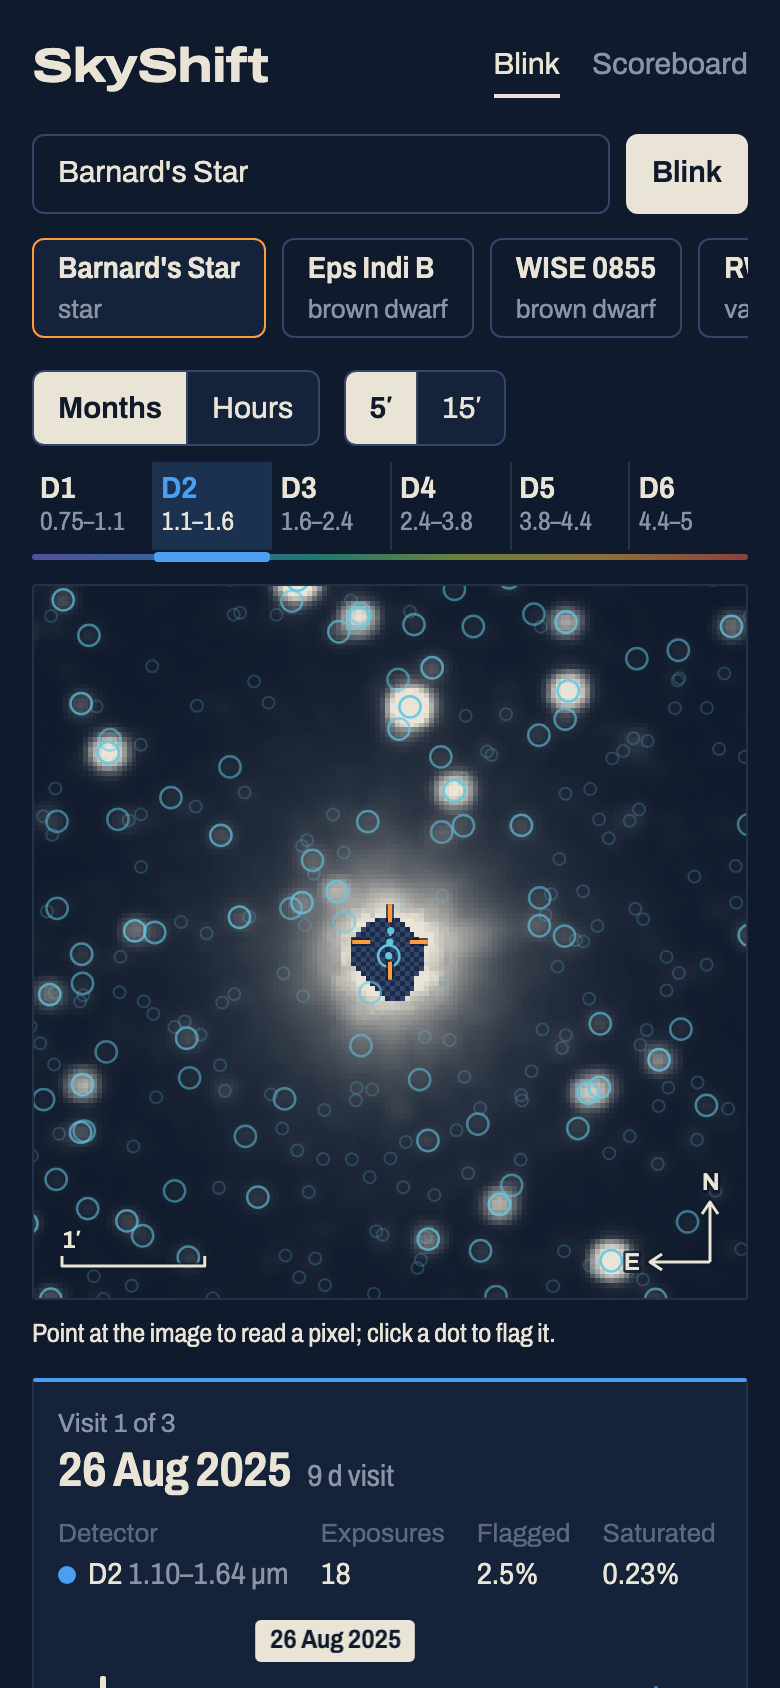 SkyShift
Blink Scoreboard
Barnard's Star
Blink
Barnard's Star
star
Eps Indi B
brown dwarf
WISE 0855
brown dwarf
Months Hours 5′ 15′
D1 D2 D3 D4 D5 D6
0.75–1.1 1.1–1.6 1.6–2.4 2.4–3.8 3.8–4.4 4.4–5
N
E
1′
Point at the image to read a pixel; click a dot to flag it.
Visit 1 of 3
26 Aug 2025 9 d visit
Detector Exposures Flagged Saturated
D2 1.10–1.64 µm 18 2.5% 0.23%
26 Aug 2025